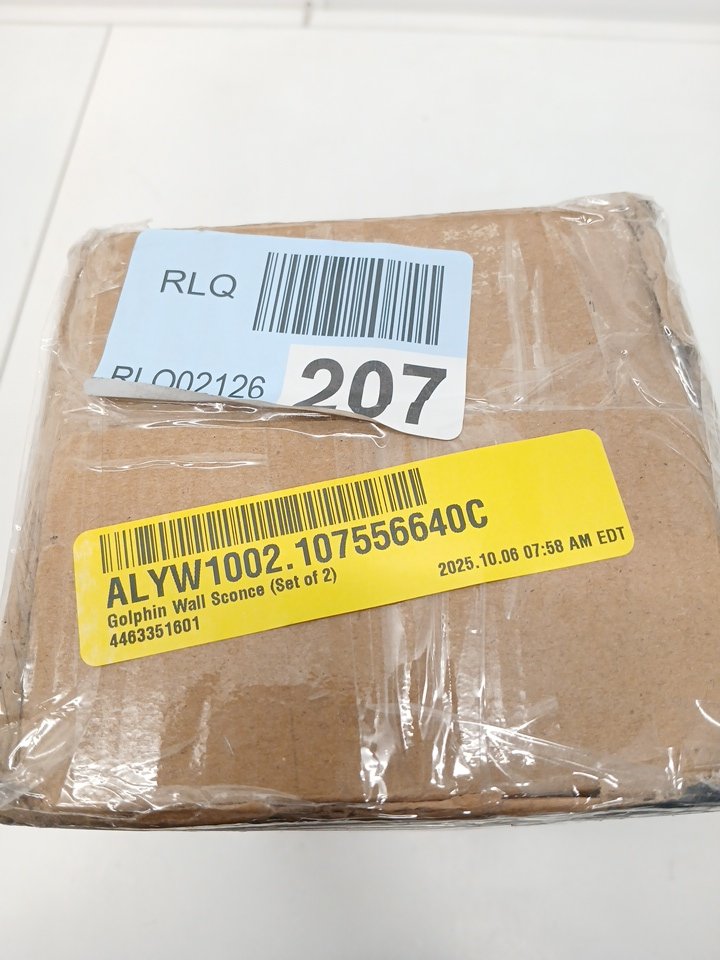 RLQ
RLQ02126
207
ALYW1002.107556640C
Golphin Wall Sconce (Set of 2)
2025.10.06 07:58 AM EDT
4463351601